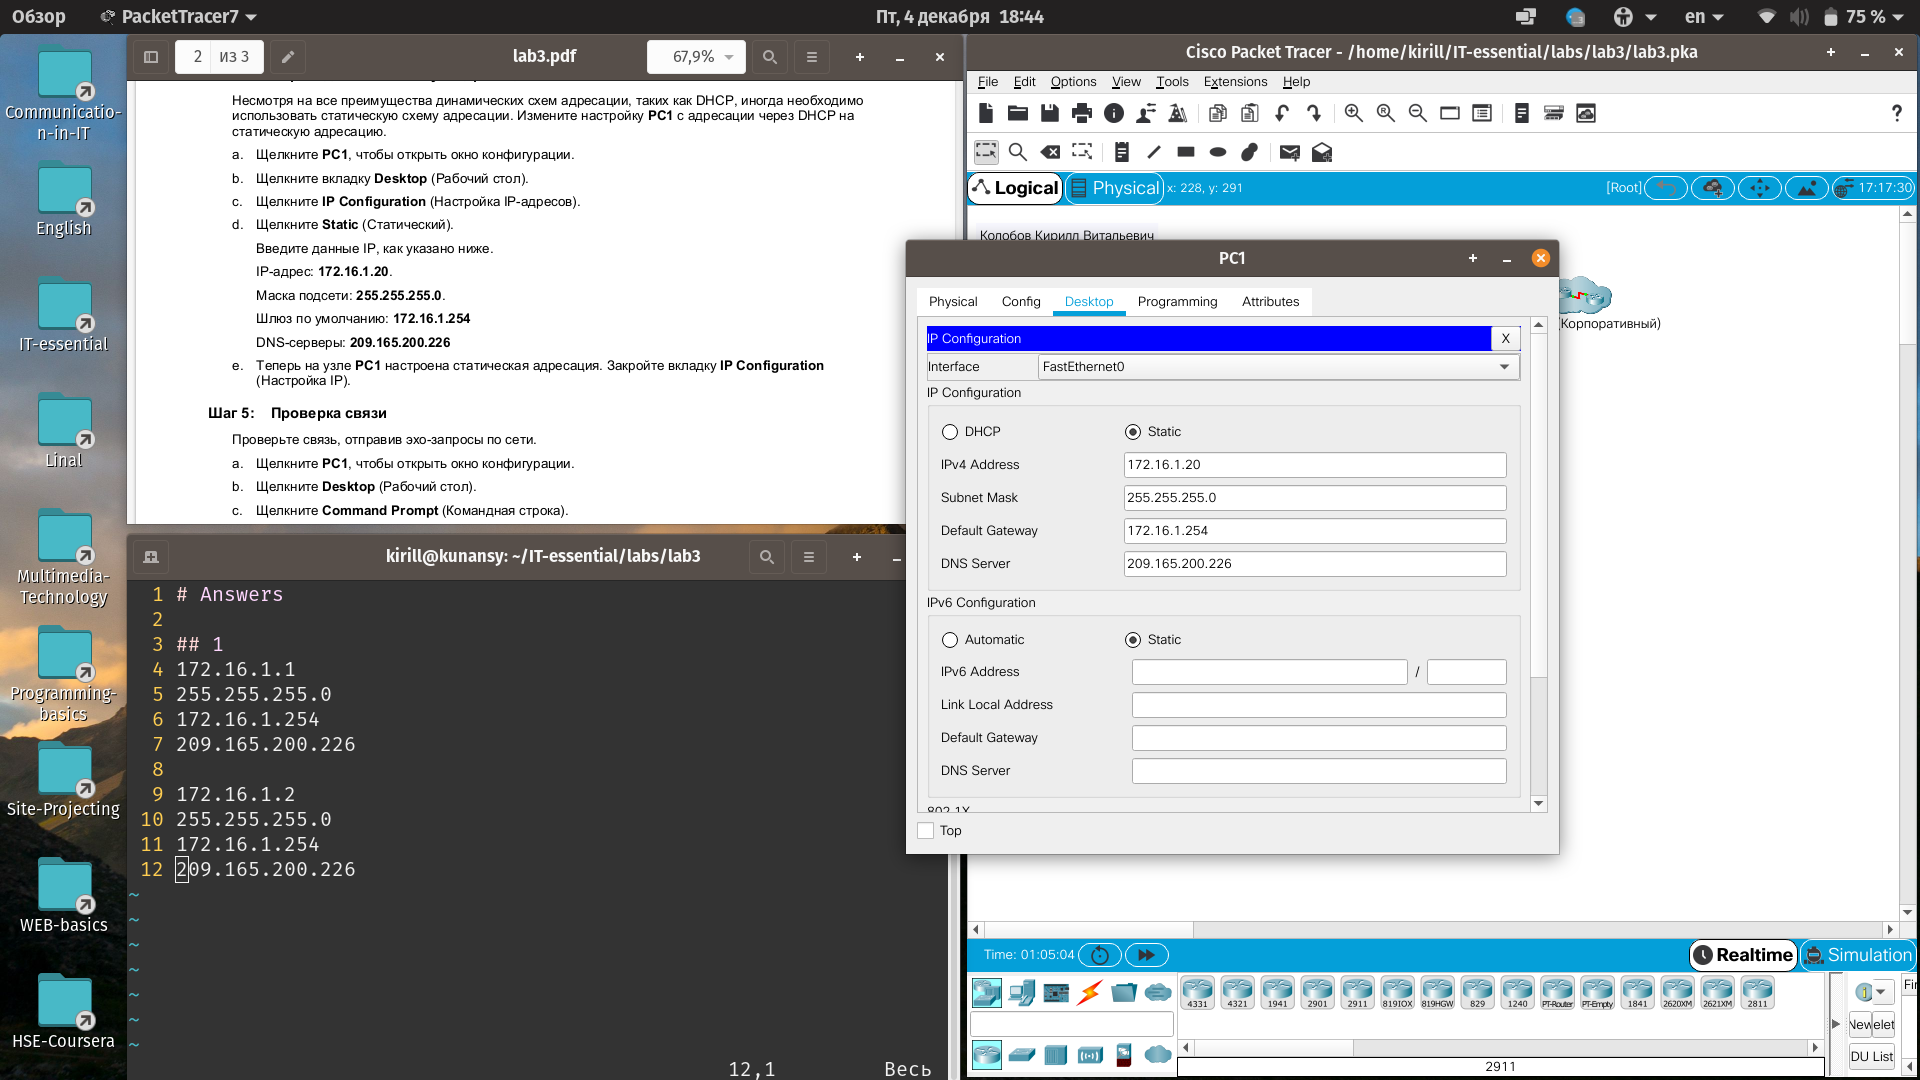 Обзор
PacketTracer7
Пт, 4 декабря 18:44
en
75 %
Communicatio-
n-in-IT
English
IT-essential
Linal
Multimedia-
Technology
Programming-
basics
Site-Projecting
WEB-basics
HSE-Coursera
2 из 3
lab3.pdf
67,9%
Несмотря на все преимущества динамических схем адресации, таких как DHCP, иногда необходимо
использовать статическую схему адресации. Измените настройку PC1 с адресации через DHCP на
статическую адресацию.
a. Щелкните PC1, чтобы открыть окно конфигурации.
b. Щелкните вкладку Desktop (Рабочий стол).
c. Щелкните IP Configuration (Настройка IP-адресов).
d. Щелкните Static (Статический).
Введите данные IP, как указано ниже.
IP-адрес: 172.16.1.20.
Маска подсети: 255.255.255.0.
Шлюз по умолчанию: 172.16.1.254
DNS-серверы: 209.165.200.226
e. Теперь на узле PC1 настроена статическая адресация. Закройте вкладку IP Configuration
(Настройка IP).
Шаг 5: Проверка связи
Проверьте связь, отправив эхо-запросы по сети.
a. Щелкните PC1, чтобы открыть окно конфигурации.
b. Щелкните Desktop (Рабочий стол).
c. Щелкните Command Prompt (Командная строка).
kirill@kunansy: ~/IT-essential/labs/lab3
1 # Answers
2
3 ## 1
4 172.16.1.1
5 255.255.255.0
6 172.16.1.254
7 209.165.200.226
8
9 172.16.1.2
10 255.255.255.0
11 172.16.1.254
12 209.165.200.226
~
~
~
~
~
~
~
12,1 Весь
Cisco Packet Tracer - /home/kirill/IT-essential/labs/lab3/lab3.pka
File Edit Options View Tools Extensions Help
?
Logical
Physical
x: 228, y: 291
[Root]
17:17:30
Колобов Кирилл Витальевич
(Корпоративный)
PC1
Physical Config Desktop Programming Attributes
IP Configuration
X
Interface FastEthernet0
IP Configuration
DHCP Static
IPv4 Address 172.16.1.20
Subnet Mask 255.255.255.0
Default Gateway 172.16.1.254
DNS Server 209.165.200.226
IPv6 Configuration
Automatic Static
IPv6 Address /
Link Local Address
Default Gateway
DNS Server
802.1X
Top
Time: 01:05:04
Realtime
Simulation
4331 4321 1941 2901 2911 819IOX 819HGW 829 1240 PT-Router PT-Empty 1841 2620XM 2621XM 2811
2911
Fir
New
elet
DU List